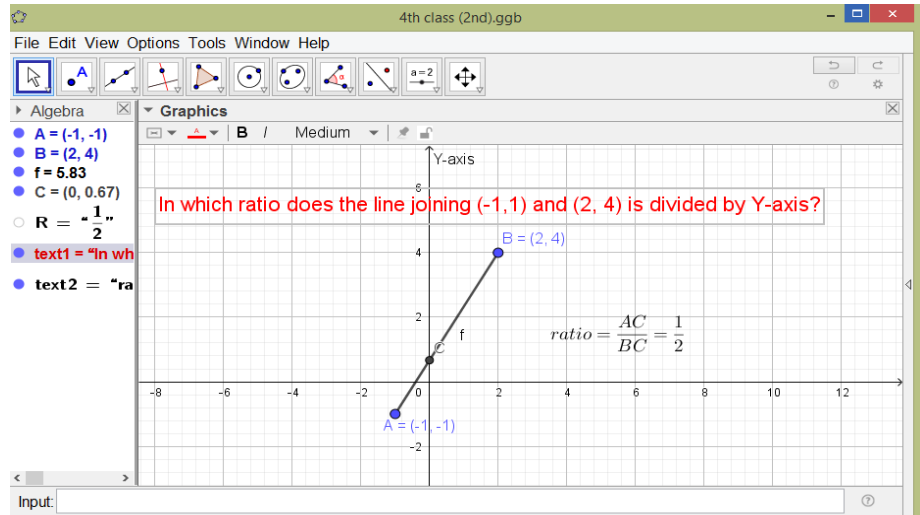 4th class (2nd).ggb
File Edit View Options Tools Window Help
A
α
a=2
Algebra
Graphics
A = (-1, -1)
B = (2, 4)
f = 5.83
C = (0, 0.67)
R = “1/2”
text1 = “In wh
text2 = “ra
A B I Medium
Y-axis
In which ratio does the line joining (-1,1) and (2, 4) is divided by Y-axis?
B = (2, 4)
f
C
A = (-1, -1)
ratio = AC/BC = 1/2
6
4
2
-2
-8 -6 -4 -2 0 2 4 6 8 10 12
Input: